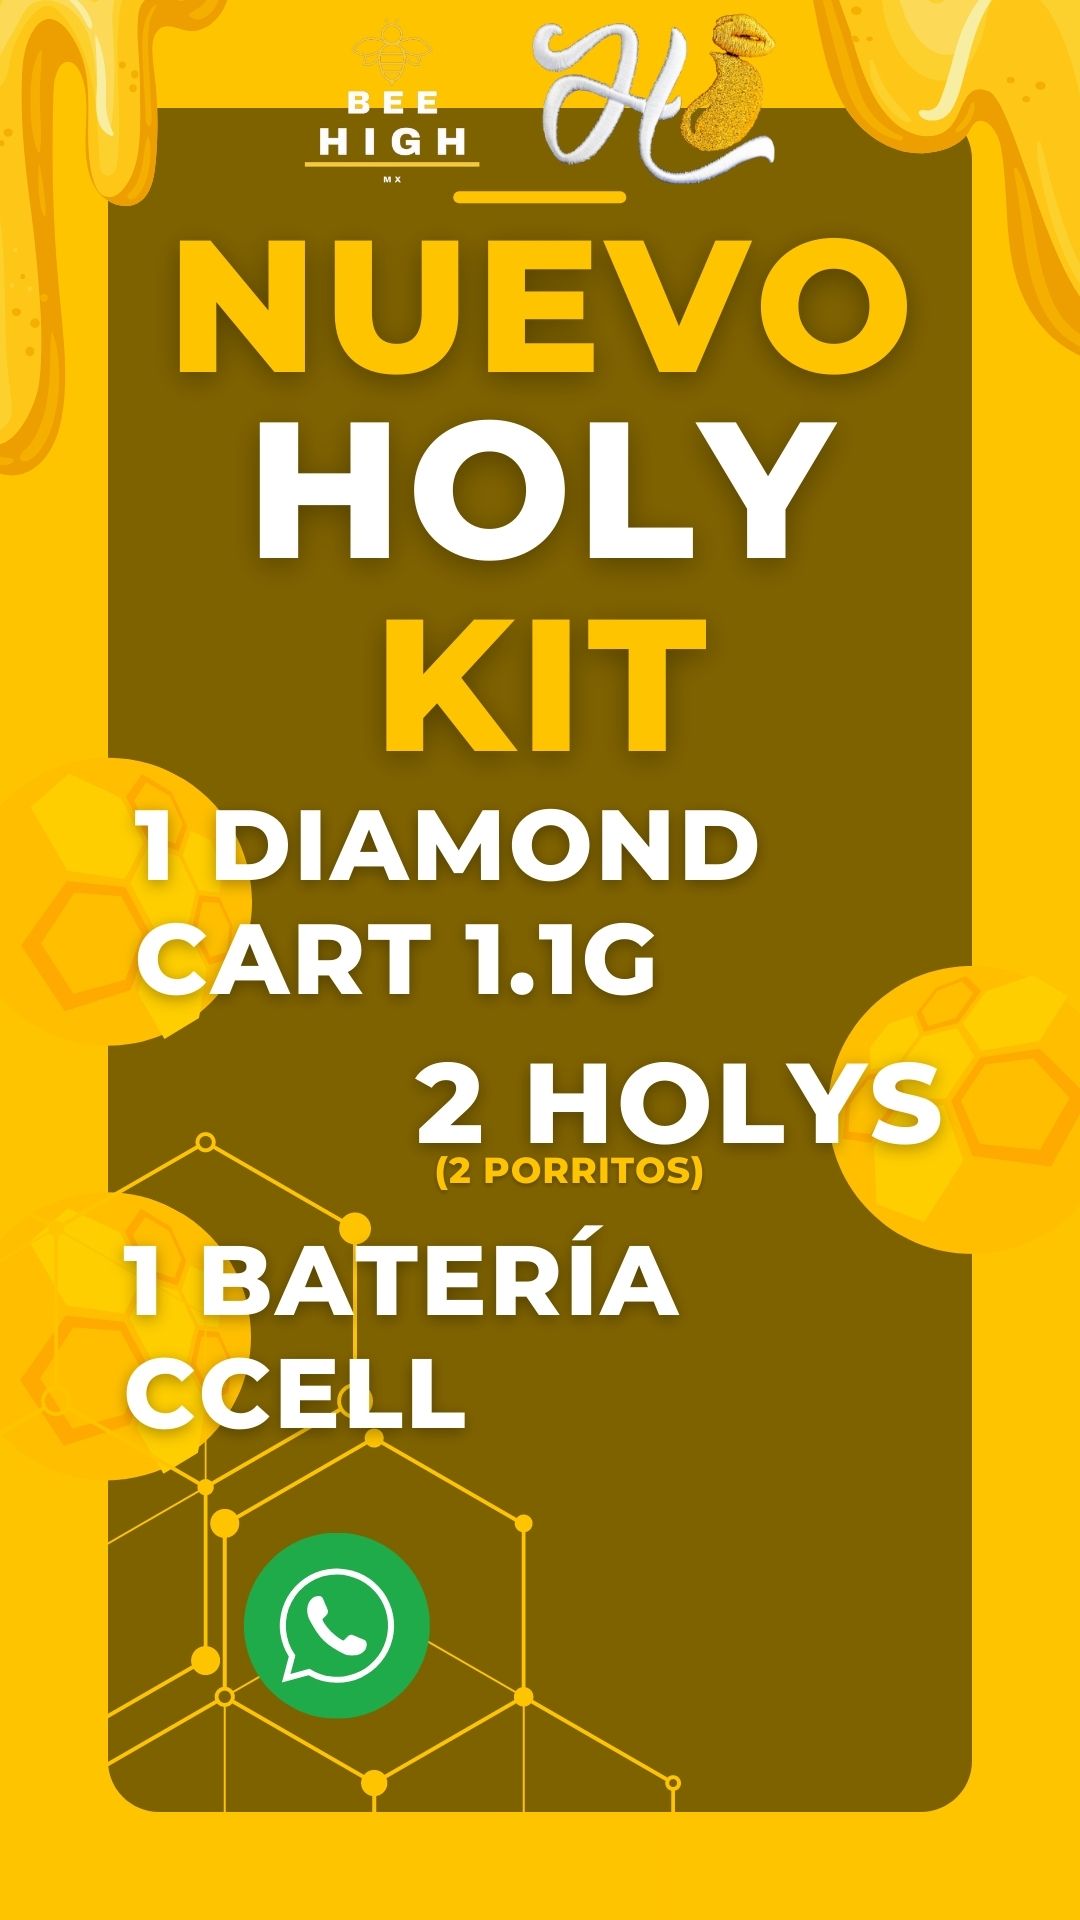 BEE
HIGH
MX
H
NUEVO
HOLY
KIT
1 DIAMOND
CART 1.1G
2 HOLYS
(2 PORRITOS)
1 BATERÍA
CCELL